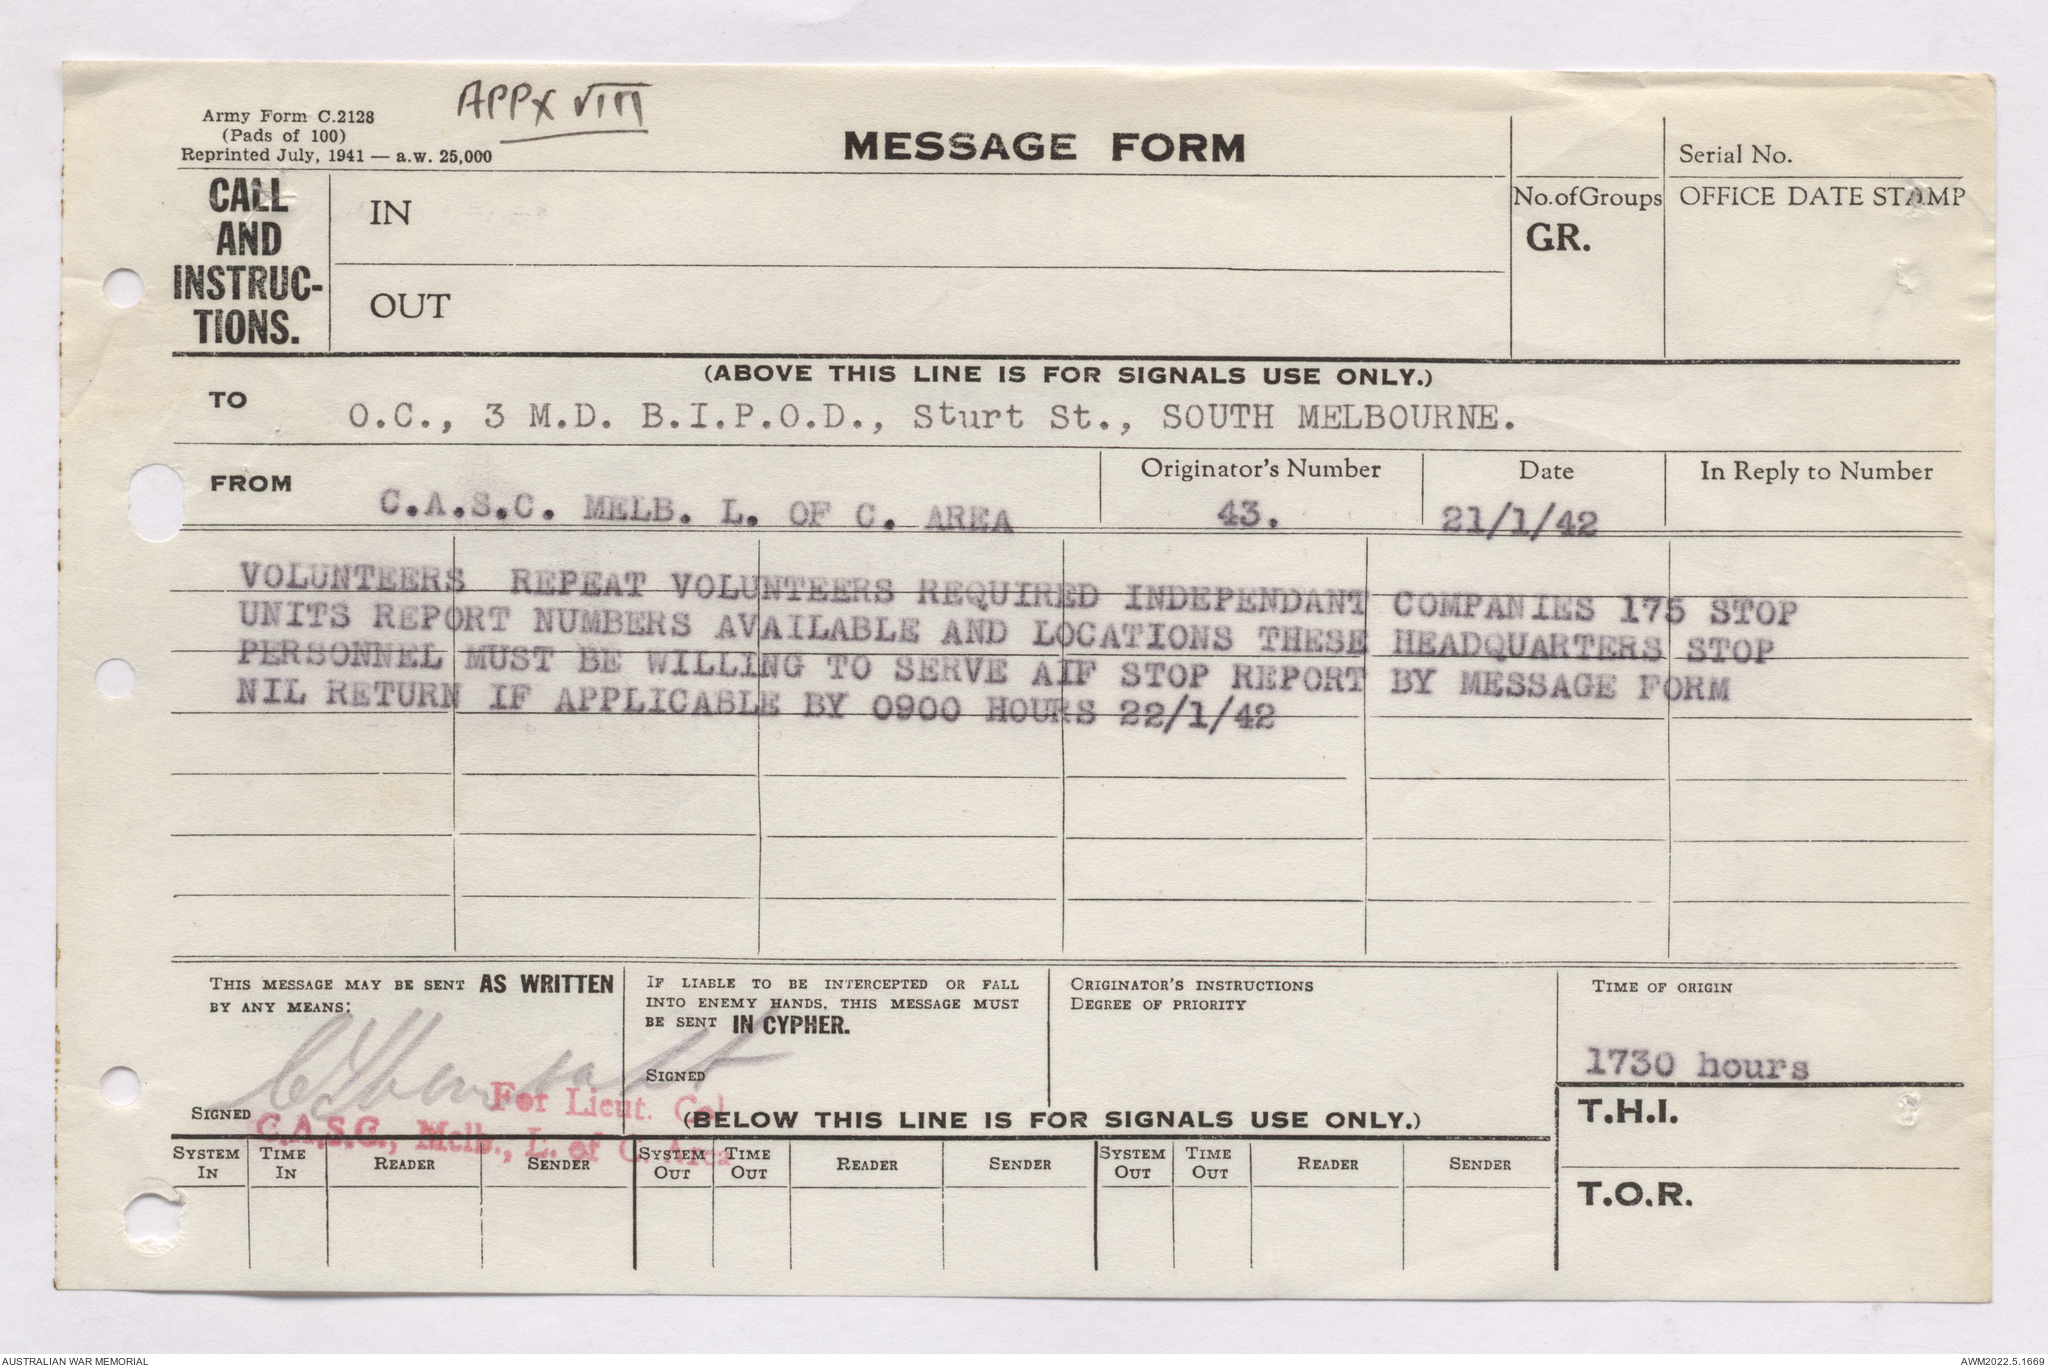 APPX VIII
Army Form C.2128
(Pads of 100)
Reprinted July, 1941 — a.w. 25,000
MESSAGE FORM
Serial No.
CALL
AND
INSTRUC-
TIONS.
IN
OUT
No. of Groups
GR.
OFFICE DATE STAMP
(ABOVE THIS LINE IS FOR SIGNALS USE ONLY.)
TO
O.C., 3 M.D. B.I.P.O.D., Sturt St., SOUTH MELBOURNE.
FROM
C.A.S.C. MELB. L. OF C. AREA
Originator's Number
43.
Date
21/1/42
In Reply to Number
VOLUNTEERS REPEAT VOLUNTEERS REQUIRED INDEPENDANT COMPANIES 175 STOP
UNITS REPORT NUMBERS AVAILABLE AND LOCATIONS THESE HEADQUARTERS STOP
PERSONNEL MUST BE WILLING TO SERVE AIF STOP REPORT BY MESSAGE FORM
NIL RETURN IF APPLICABLE BY 0900 HOURS 22/1/42
THIS MESSAGE MAY BE SENT AS WRITTEN
BY ANY MEANS:
SIGNED
For Lieut. Col
C.A.S.C., Melb., L. of C. Area
IF LIABLE TO BE INTERCEPTED OR FALL
INTO ENEMY HANDS, THIS MESSAGE MUST
BE SENT IN CYPHER.
SIGNED
ORIGINATOR'S INSTRUCTIONS
DEGREE OF PRIORITY
TIME OF ORIGIN
1730 hours
(BELOW THIS LINE IS FOR SIGNALS USE ONLY.)
T.H.I.
T.O.R.
SYSTEM IN
TIME IN
READER
SENDER
SYSTEM OUT
TIME OUT
READER
SENDER
SYSTEM OUT
TIME OUT
READER
SENDER
AUSTRALIAN WAR MEMORIAL
AWM2022.5.1669